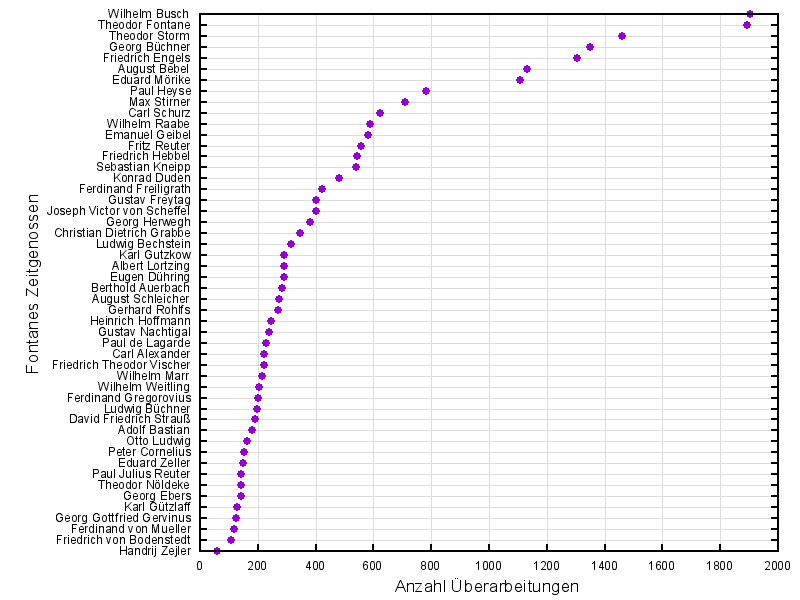 Wilhelm Busch
Theodor Fontane
Theodor Storm
Georg Büchner
Friedrich Engels
August Bebel
Eduard Mörike
Paul Heyse
Max Stirner
Carl Schurz
Wilhelm Raabe
Emanuel Geibel
Fritz Reuter
Friedrich Hebbel
Sebastian Kneipp
Konrad Duden
Ferdinand Freiligrath
Gustav Freytag
Joseph Victor von Scheffel
Georg Herwegh
Christian Dietrich Grabbe
Ludwig Bechstein
Karl Gutzkow
Albert Lortzing
Eugen Dühring
Berthold Auerbach
August Schleicher
Gerhard Rohlfs
Heinrich Hoffmann
Gustav Nachtigal
Paul de Lagarde
Carl Alexander
Friedrich Theodor Vischer
Wilhelm Marr
Wilhelm Weitling
Ferdinand Gregorovius
Ludwig Büchner
David Friedrich Strauß
Adolf Bastian
Otto Ludwig
Peter Cornelius
Eduard Zeller
Paul Julius Reuter
Theodor Nöldeke
Georg Ebers
Karl Gützlaff
Georg Gottfried Gervinus
Ferdinand von Mueller
Friedrich von Bodenstedt
Handrij Zejler
Fontanes Zeitgenossen
0 200 400 600 800 1000 1200 1400 1600 1800 2000
Anzahl Überarbeitungen